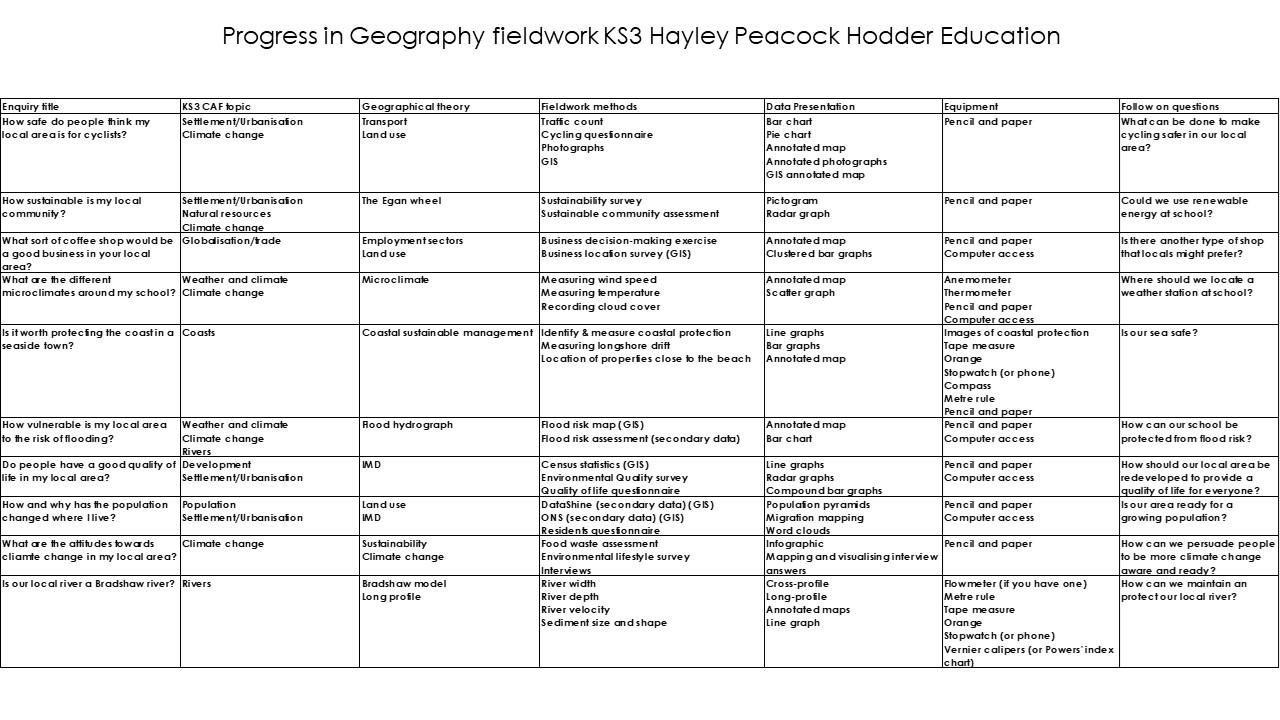 Progress in Geography fieldwork KS3 Hayley Peacock Hodder Education
Enquiry title
KS3 CAF topic
Geographical theory
Fieldwork methods
Data Presentation
Equipment
Follow on questions
How safe do people think my
local area is for cyclists?
Settlement/Urbanisation
Climate change
Transport
Land use
Traffic count
Cycling questionnaire
Photographs
GIS
Bar chart
Pie chart
Annotated map
Annotated photographs
GIS annotated map
Pencil and paper
What can be done to make
cycling safer in our local
area?
How sustainable is my local
community?
Settlement/Urbanisation
Natural resources
Climate change
The Egan wheel
Sustainability survey
Sustainable community assessment
Pictogram
Radar graph
Pencil and paper
Could we use renewable
energy at school?
What sort of coffee shop would be
a good business in your local
area?
Globalisation/trade
Employment sectors
Land use
Business decision-making exercise
Business location survey (GIS)
Annotated map
Clustered bar graphs
Pencil and paper
Computer access
Is there another type of shop
that locals might prefer?
What are the different
microclimates around my school?
Weather and climate
Climate change
Microclimate
Measuring wind speed
Measuring temperature
Recording cloud cover
Annotated map
Scatter graph
Anemometer
Thermometer
Pencil and paper
Computer access
Where should we locate a
weather station at school?
Is it worth protecting the coast in a
seaside town?
Coasts
Coastal sustainable management
Identify & measure coastal protection
Measuring longshore drift
Location of properties close to the beach
Line graphs
Bar graphs
Annotated map
Images of coastal protection
Tape measure
Orange
Stopwatch (or phone)
Compass
Metre rule
Pencil and paper
Is our sea safe?
How vulnerable is my local area
to the risk of flooding?
Weather and climate
Climate change
Rivers
Flood hydrograph
Flood risk map (GIS)
Flood risk assessment (secondary data)
Annotated map
Bar chart
Pencil and paper
Computer access
How can our school be
protected from flood risk?
Do people have a good quality of
life in my local area?
Development
Settlement/Urbanisation
IMD
Census statistics (GIS)
Environmental Quality survey
Quality of life questionnaire
Line graphs
Radar graphs
Compound bar graphs
Pencil and paper
Computer access
How should our local area be
redeveloped to provide a
quality of life for everyone?
How and why has the population
changed where I live?
Population
Settlement/Urbanisation
Land use
IMD
DataShine (secondary data) (GIS)
ONS (secondary data) (GIS)
Residents questionnaire
Population pyramids
Migration mapping
Word clouds
Pencil and paper
Computer access
Is our area ready for a
growing population?
What are the attitudes towards
cliamte change in my local area?
Climate change
Sustainability
Climate change
Food waste assessment
Environmental lifestyle survey
Interviews
Infographic
Mapping and visualising interview
answers
Pencil and paper
How can we persuade people
to be more climate change
aware and ready?
Is our local river a Bradshaw river?
Rivers
Bradshaw model
Long profile
River width
River depth
River velocity
Sediment size and shape
Cross-profile
Long-profile
Annotated maps
Line graph
Flowmeter (if you have one)
Metre rule
Tape measure
Orange
Stopwatch (or phone)
Vernier calipers (or Powers' index
chart)
How can we maintain an
protect our local river?